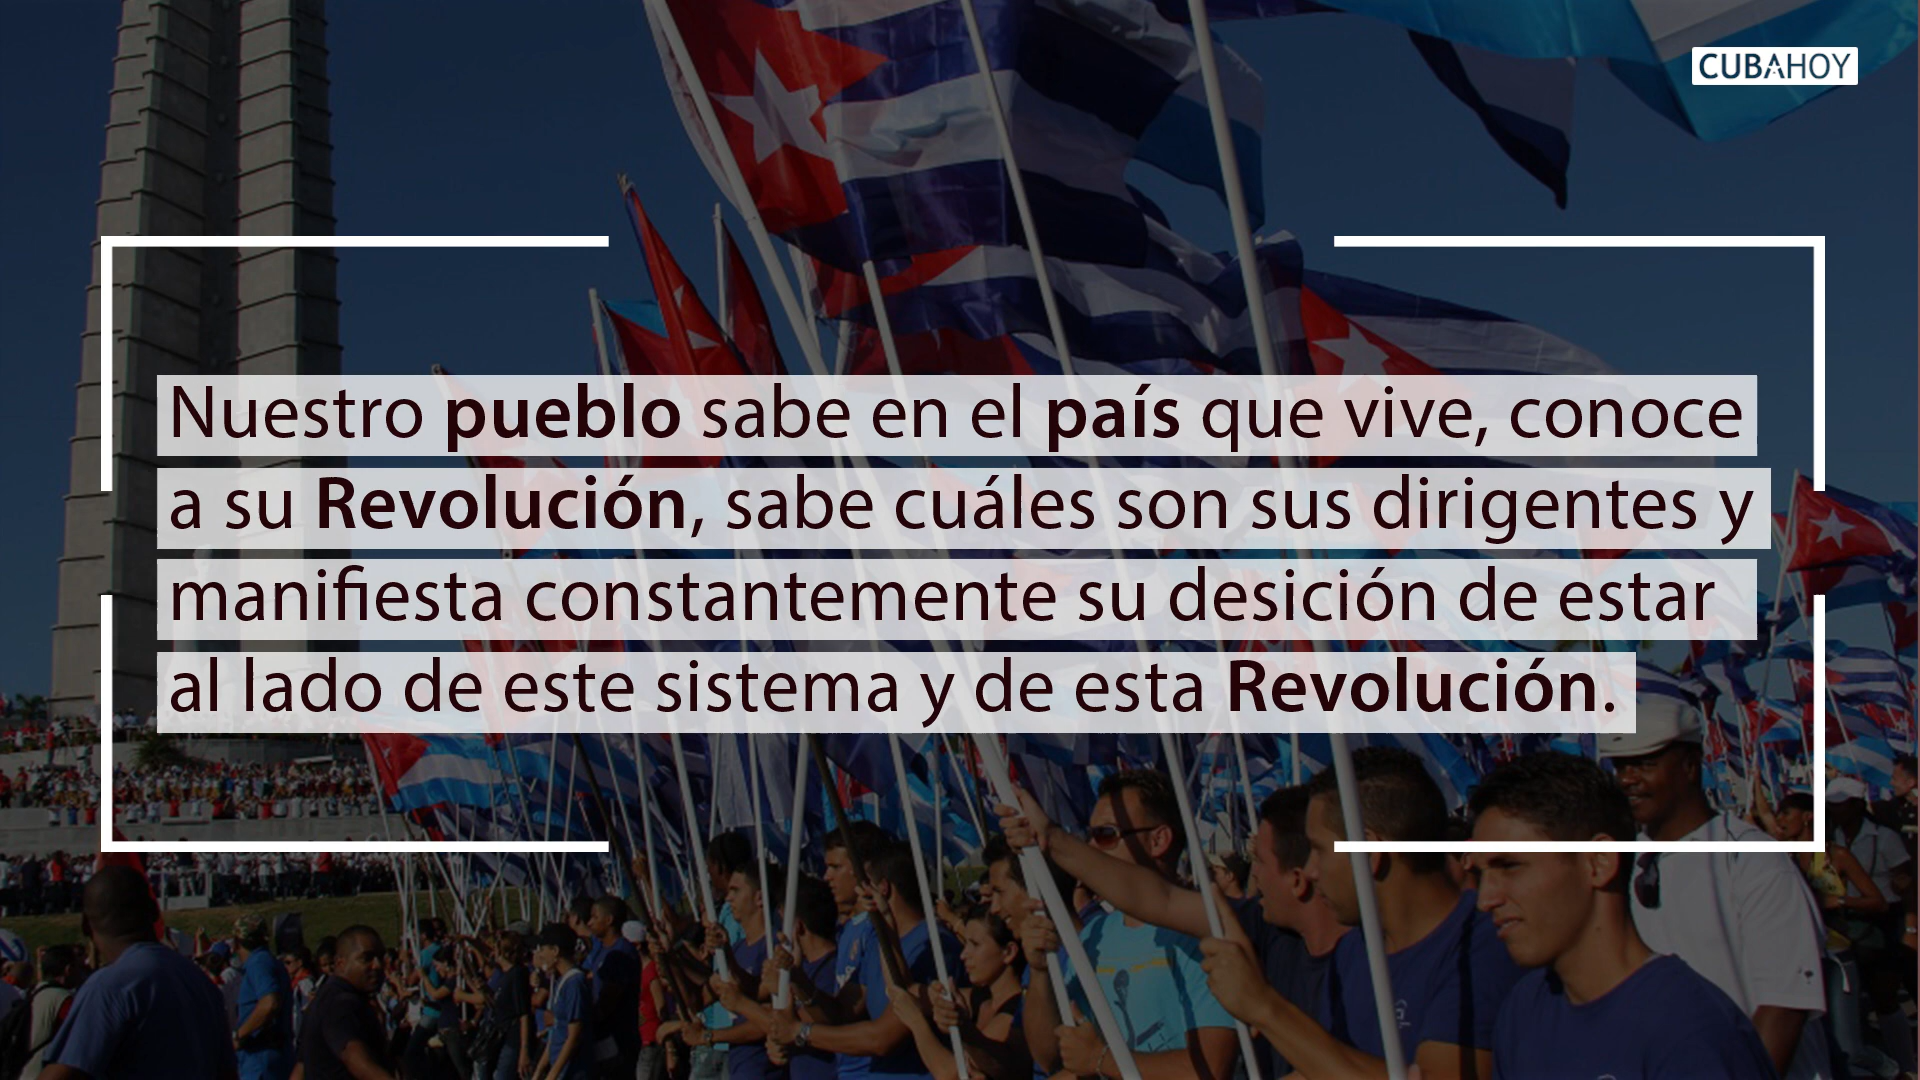 CUBAHOY
Nuestro pueblo sabe en el país que vive, conoce
a su Revolución, sabe cuáles son sus dirigentes y
manifiesta constantemente su desición de estar
al lado de este sistema y de esta Revolución.